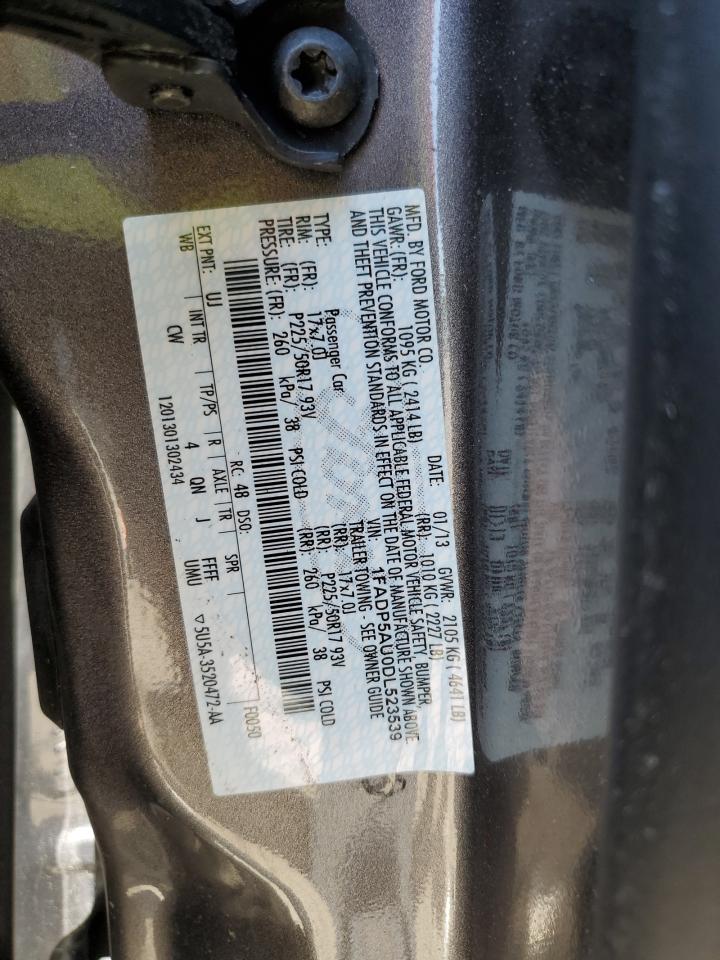 MFD. BY FORD MOTOR CO.
DATE: 01/13 GVWR: 2105 KG ( 4641 LB)
GAWR: (FR): 1095 KG ( 2414 LB) (RR): 1010 KG ( 2227 LB)
THIS VEHICLE CONFORMS TO ALL APPLICABLE FEDERAL MOTOR VEHICLE SAFETY, BUMPER
AND THEFT PREVENTION STANDARDS IN EFFECT ON THE DATE OF MANUFACTURE SHOWN ABOVE
VIN: 1FADP5AU0DL523539
TYPE: Passenger Car TRAILER TOWING - SEE OWNER GUIDE
RIM: (FR): 17x7.0J (RR): 17x7.0J
TIRE: (FR): P225/50R17 93V (RR): P225/50R17 93V
PRESSURE: (FR): 260 kPa/ 38 PSI COLD (RR): 260 kPa/ 38 PSI COLD
RC: 48 DSO: F0050
EXT PNT: UJ
INT TR TP/PS R AXLE TR SPR
WB CW 4 QN J FFFF
1201301302434 UMU ▽5U5A-3520472-AA